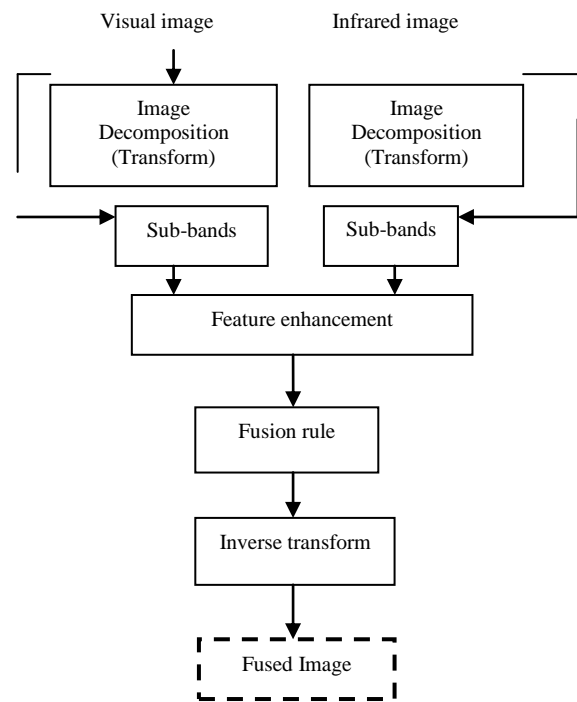 Visual image
Infrared image
Image
Decomposition
(Transform)
Image
Decomposition
(Transform)
Sub-bands
Sub-bands
Feature enhancement
Fusion rule
Inverse transform
Fused Image